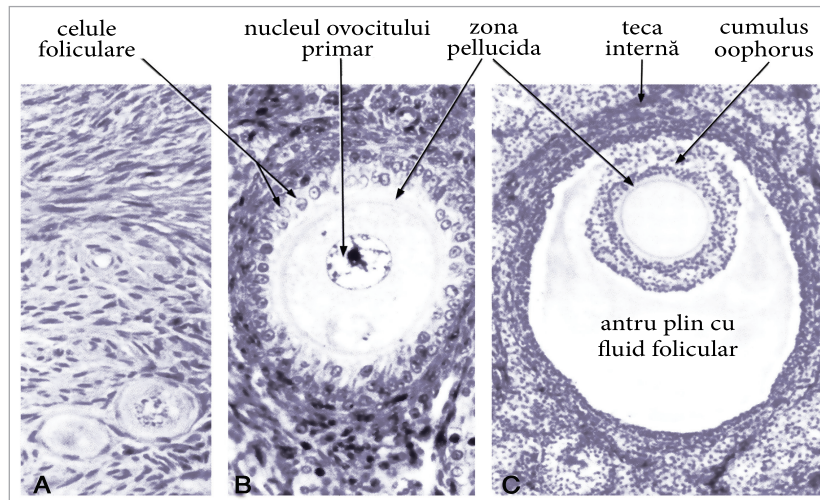 celule
foliculare
nucleul ovocitului
primar
zona
pellucida
teca
internă
cumulus
oophorus
antru plin cu
fluid folicular
A
B
C